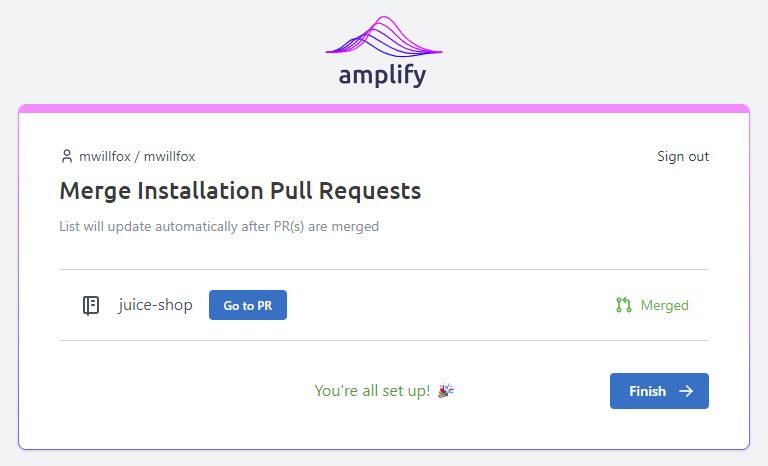 amplify
mwillfox / mwillfox
Sign out
Merge Installation Pull Requests
List will update automatically after PR(s) are merged
juice-shop
Go to PR
Merged
You're all set up! 🎉
Finish →